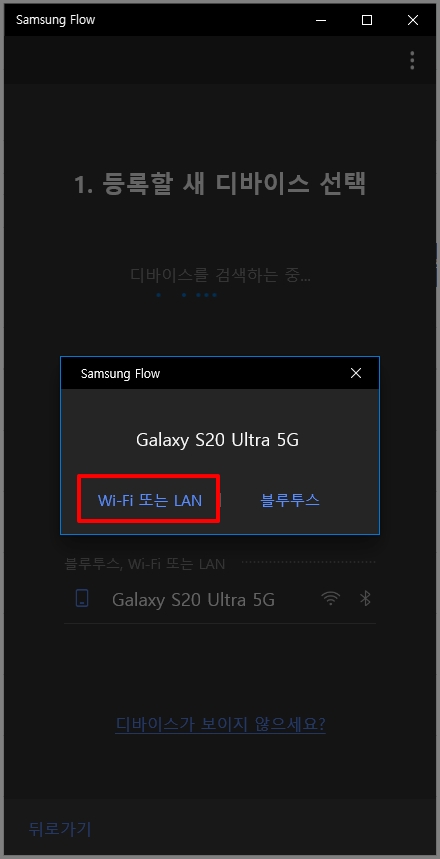 Samsung Flow
1. 등록할 새 디바이스 선택
디바이스를 검색하는 중...
Samsung Flow
Galaxy S20 Ultra 5G
Wi-Fi 또는 LAN
블루투스
블루투스, Wi-Fi 또는 LAN
Galaxy S20 Ultra 5G
디바이스가 보이지 않으세요?
뒤로가기